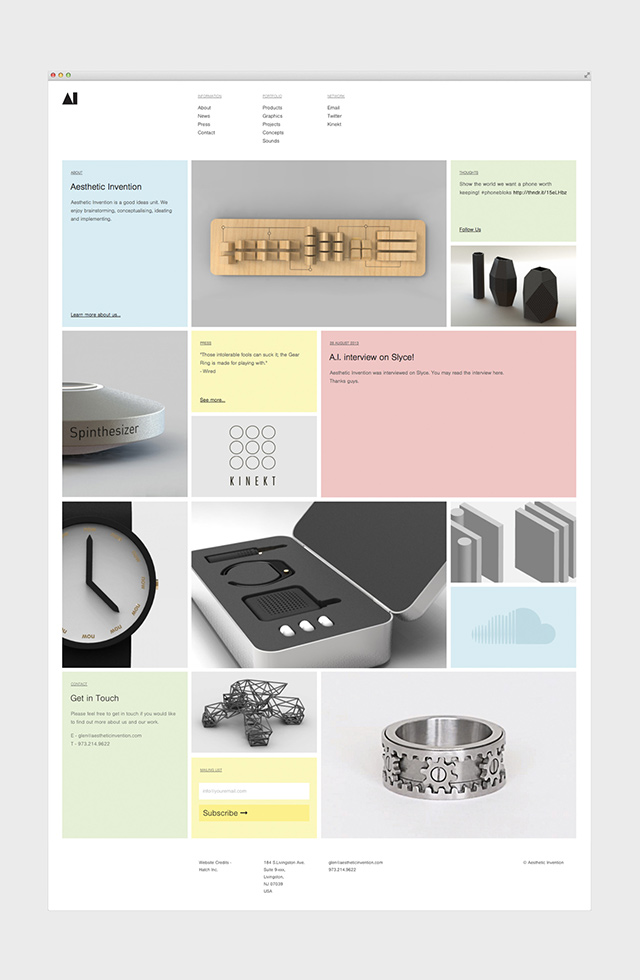 AI
INFORMATION
About
News
Press
Contact
PORTFOLIO
Products
Graphics
Projects
Concepts
Sounds
NETWORK
Email
Twitter
Kinekt
ABOUT
Aesthetic Invention
Aesthetic Invention is a good ideas unit. We
enjoy brainstorming, conceptualising, ideating
and implementing.
Learn more about us...
THOUGHTS
Show the world we want a phone worth
keeping! #phonebloks http://thndr.it/15eLHbz
Follow Us
Spinthesizer
PRESS
"Those intolerable fools can suck it; the Gear
Ring is made for playing with."
- Wired
See more...
KINEKT
29 AUGUST 2013
A.I. interview on Slyce!
Aesthetic Invention was interviewed on Slyce. You may read the interview here.
Thanks guys.
now
now
now
now
now
CONTACT
Get in Touch
Please feel free to get in touch if you would like
to find out more about us and our work.
E - glen@aestheticinvention.com
T - 973.214.9622
MAILING LIST
info@youremail.com
Subscribe →
Website Credits -
Hatch Inc.
184 S.Livingston Ave.
Livingston,
NJ 07039
USA
glen@aestheticinvention.com
973.214.9622
© Aesthetic Invention